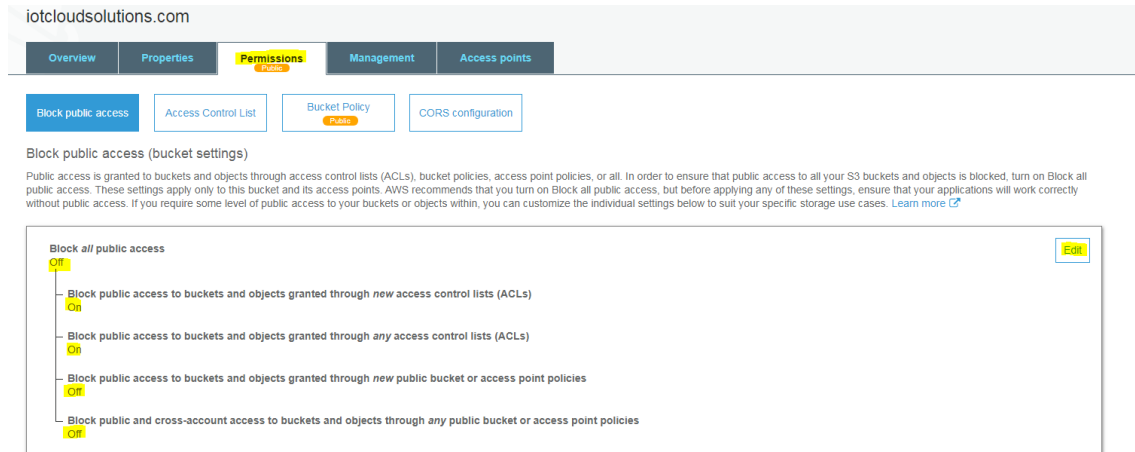 iotcloudsolutions.com
Overview Properties Permissions Management Access points
Public
Block public access Access Control List Bucket Policy CORS configuration
Public
Block public access (bucket settings)
Public access is granted to buckets and objects through access control lists (ACLs), bucket policies, access point policies, or all. In order to ensure that public access to all your S3 buckets and objects is blocked, turn on Block all
public access. These settings apply only to this bucket and its access points. AWS recommends that you turn on Block all public access, but before applying any of these settings, ensure that your applications will work correctly
without public access. If you require some level of public access to your buckets or objects within, you can customize the individual settings below to suit your specific storage use cases. Learn more
Block all public access Edit
Off
Block public access to buckets and objects granted through new access control lists (ACLs)
On
Block public access to buckets and objects granted through any access control lists (ACLs)
On
Block public access to buckets and objects granted through new public bucket or access point policies
Off
Block public and cross-account access to buckets and objects through any public bucket or access point policies
Off